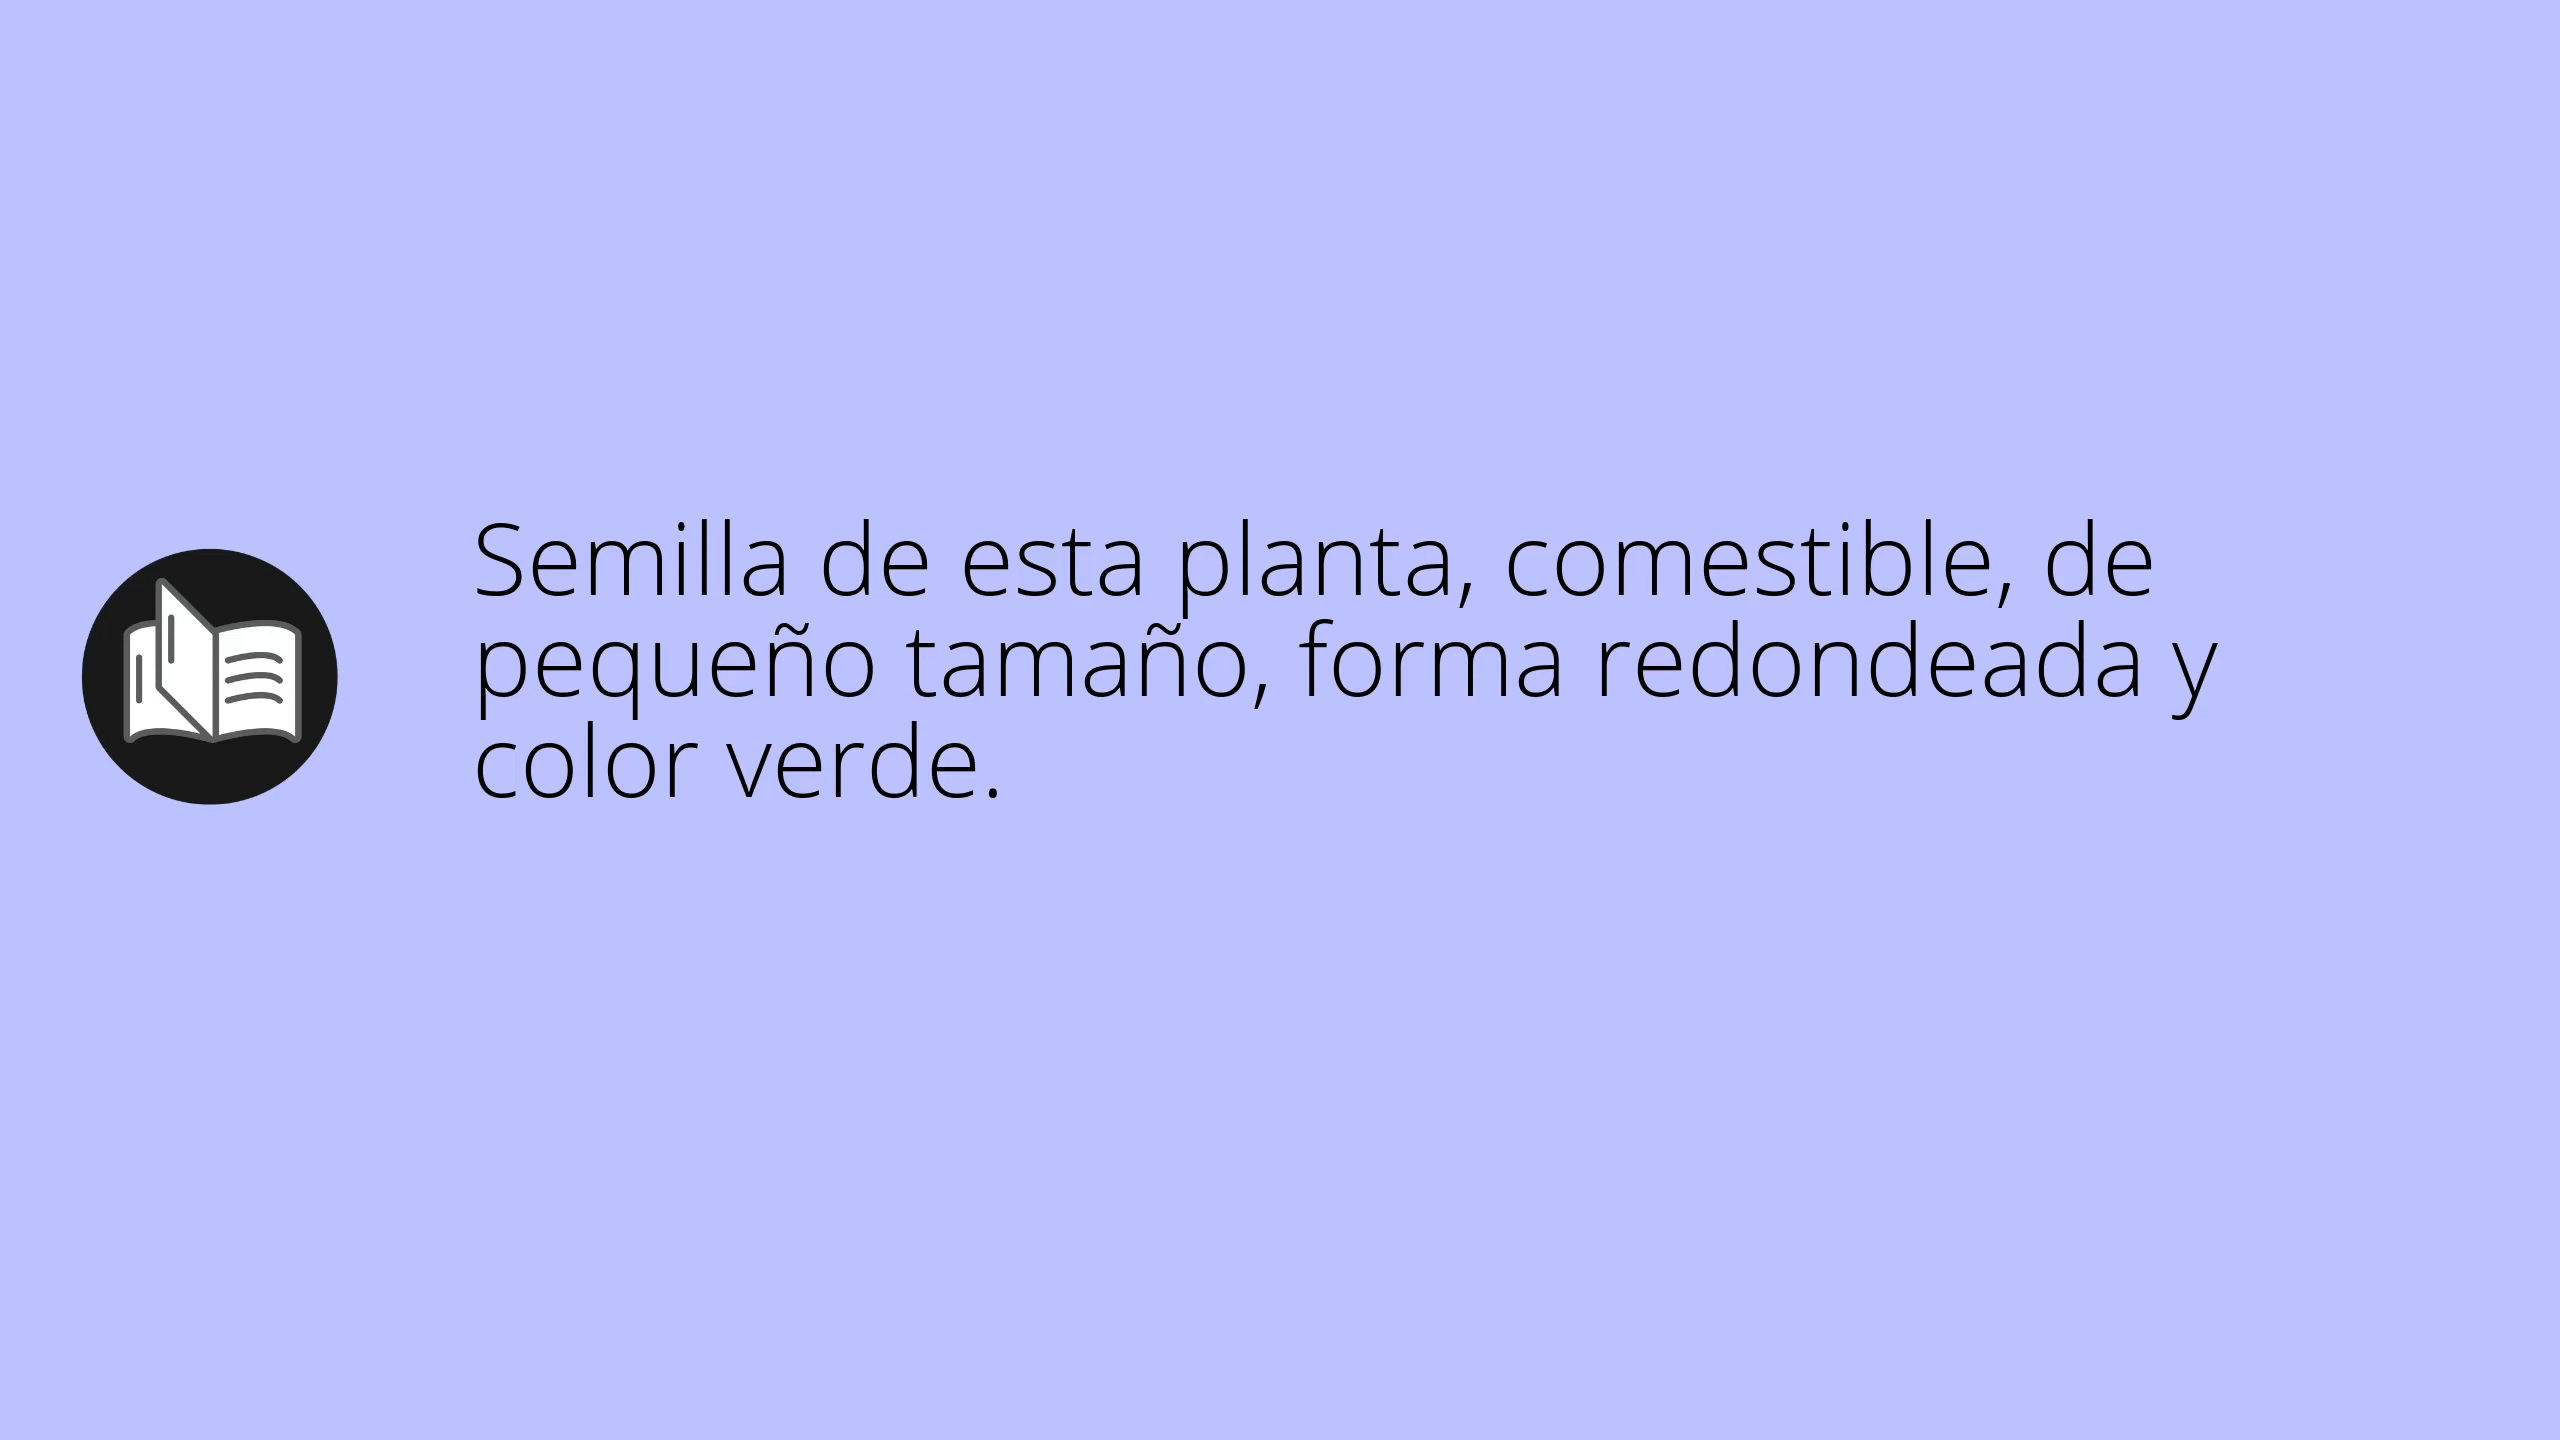 Semilla de esta planta, comestible, de
pequeño tamaño, forma redondeada y
color verde.